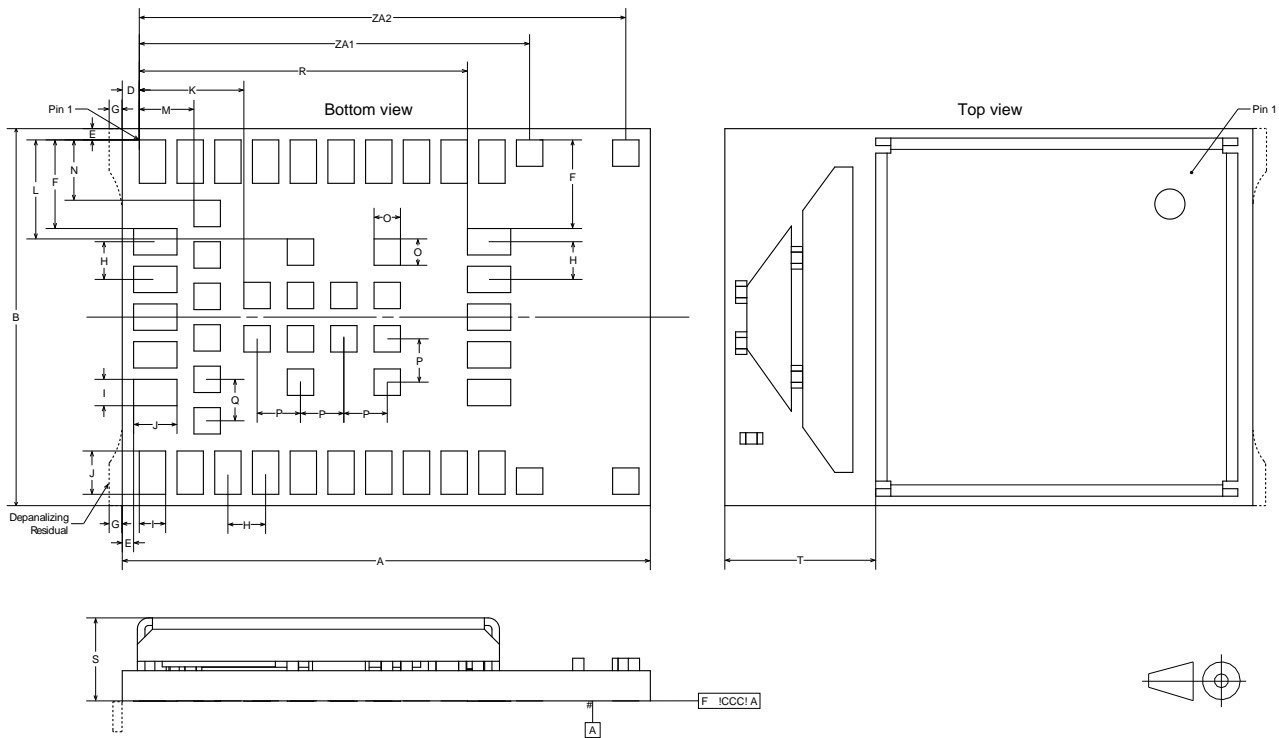 ZA2
ZA1
R
D
K
G
M
Pin 1
Bottom view
Top view
Pin 1
E
N
F
L
F
O
O
H
H
B
P
I
Q
P
P
P
J
J
Depanalizing
Residual
G
I
H
E
A
T
S
F !CCC! A
#
A